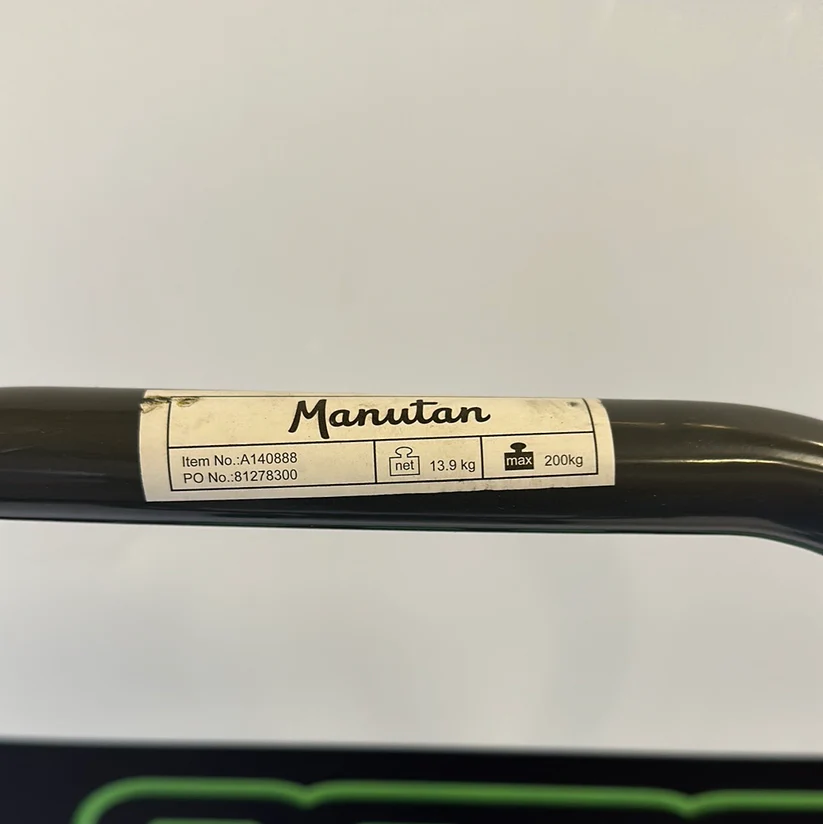 Manutan
Item No.:A140888
PO No.:81278300
net 13.9 kg
max 200kg